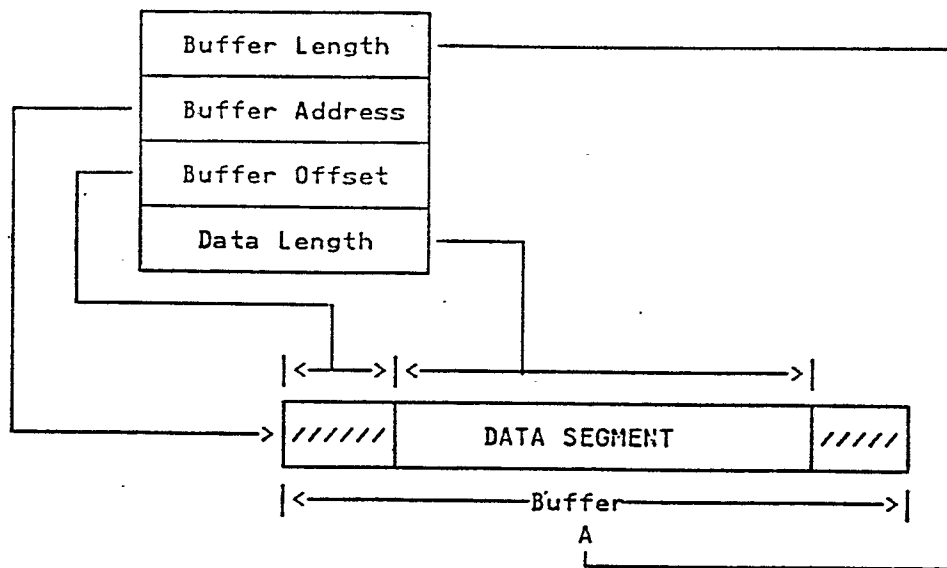 Buffer Length
Buffer Address
Buffer Offset
Data Length
////// DATA SEGMENT /////
Buffer
A